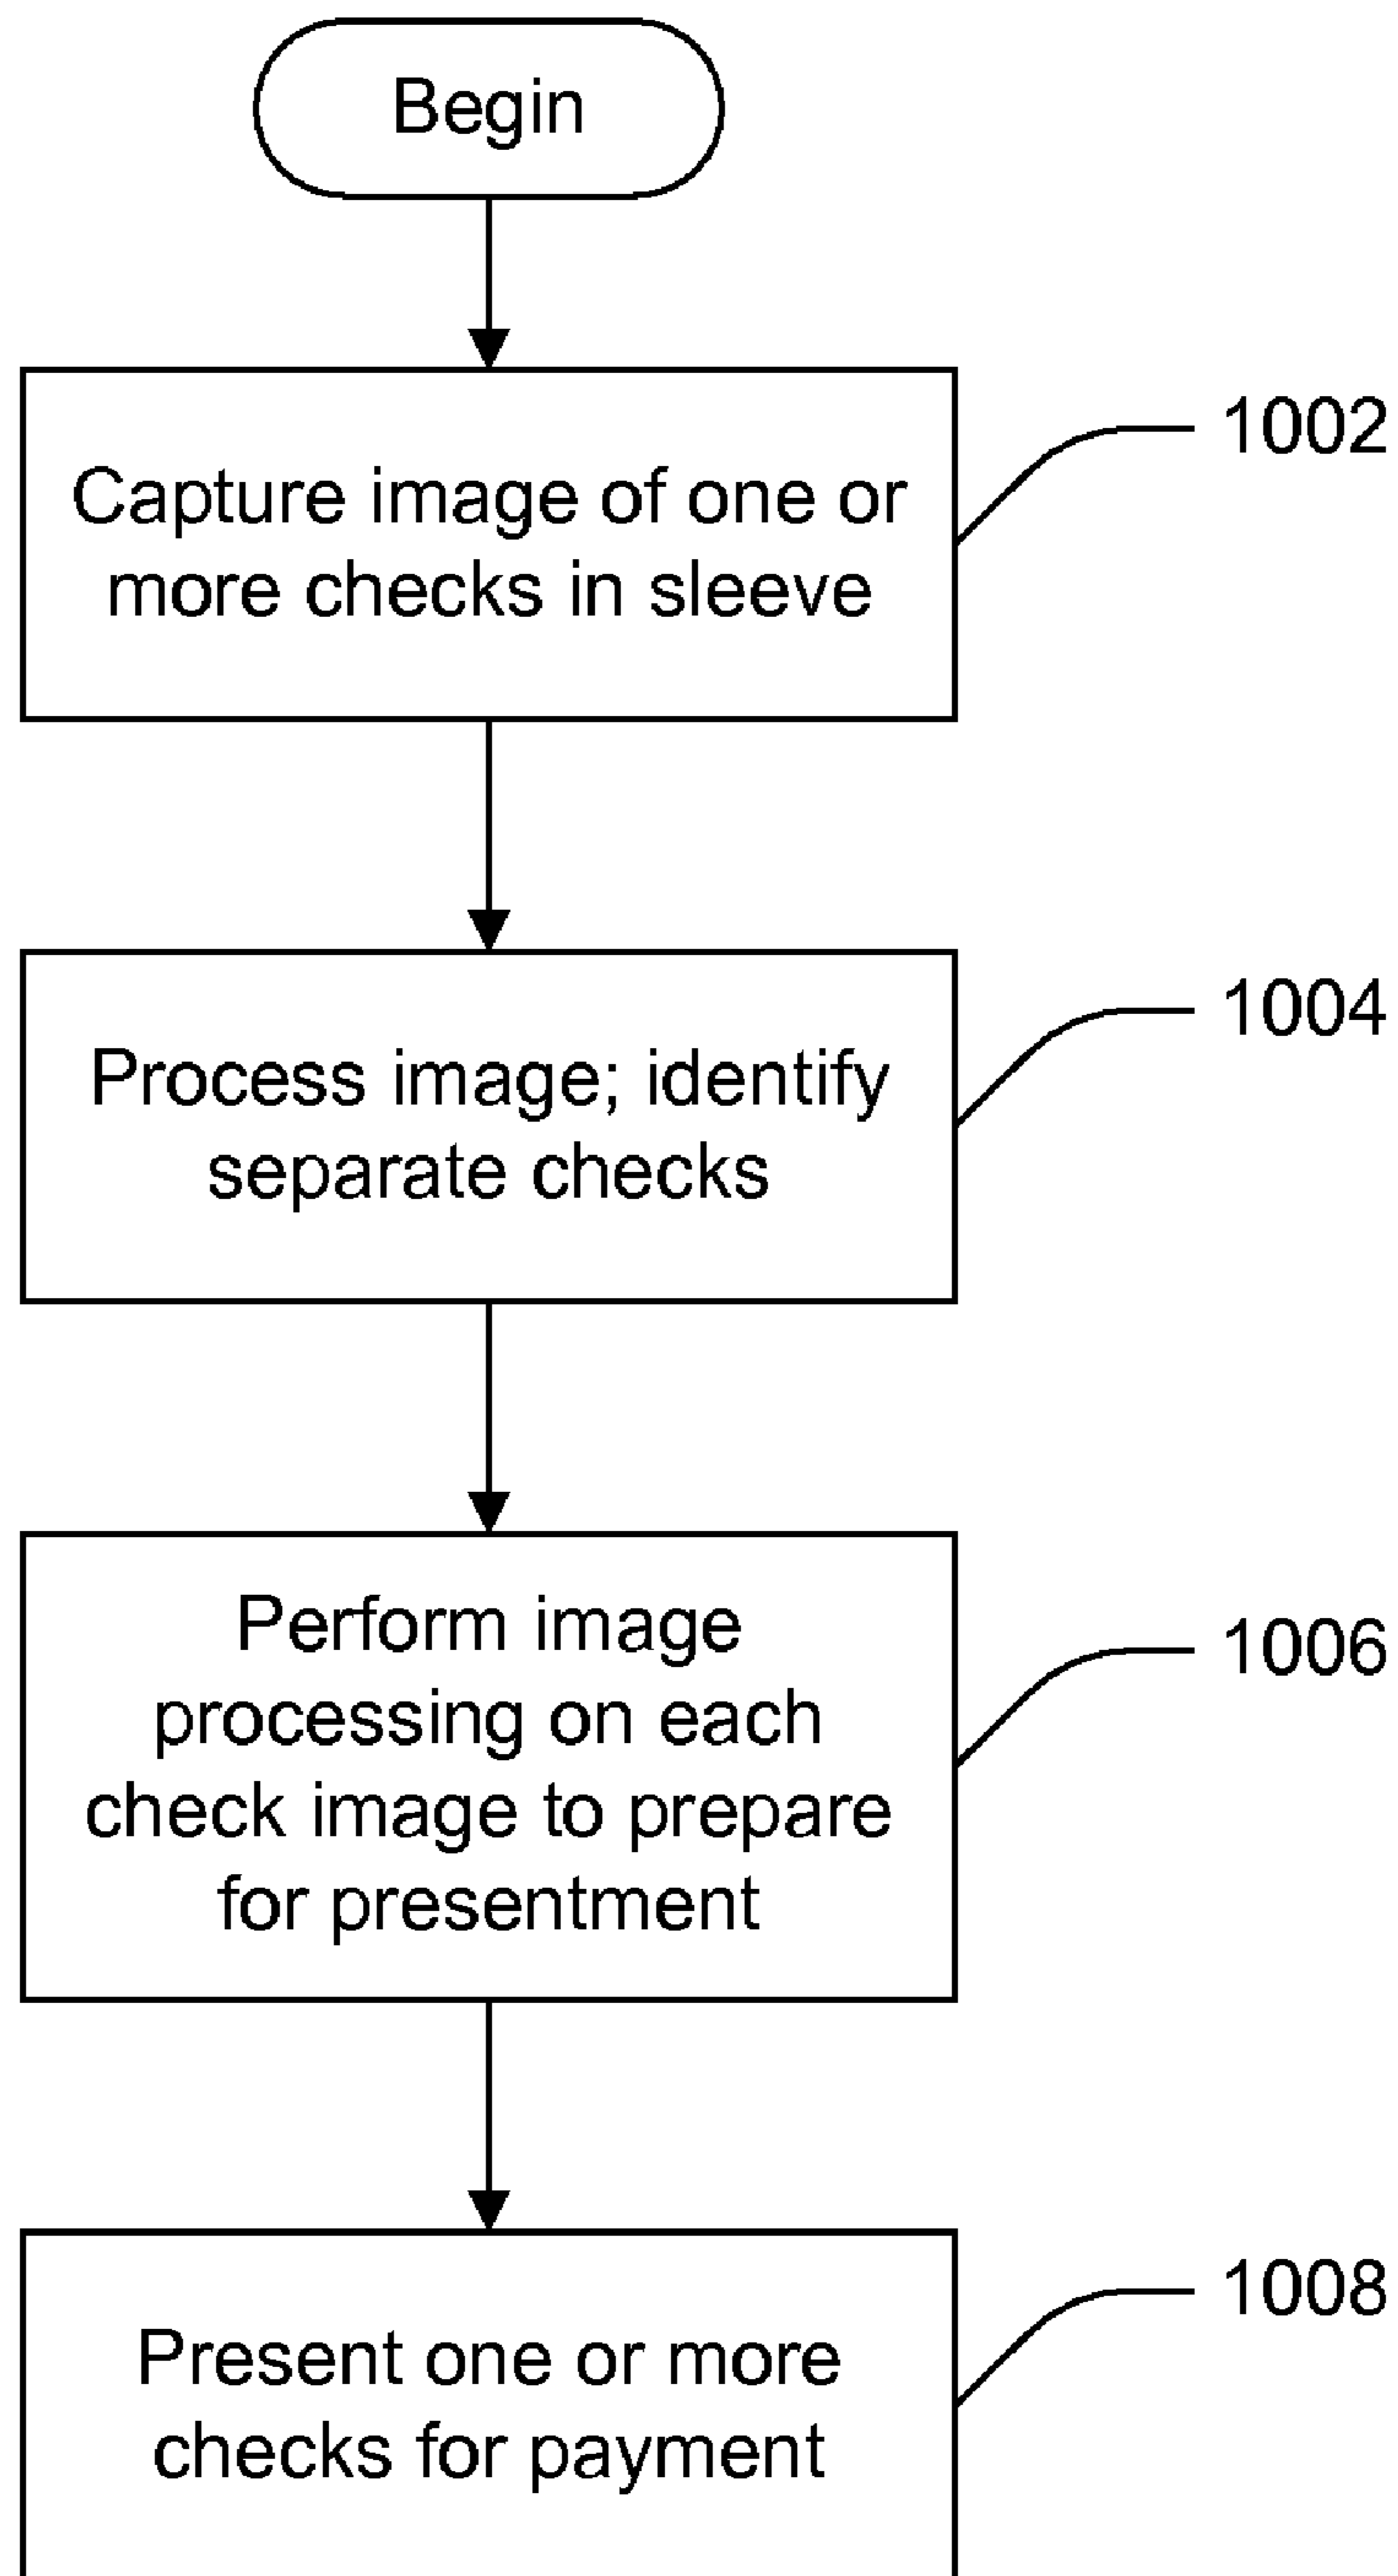 Begin
Capture image of one or
more checks in sleeve
1002
Process image; identify
separate checks
1004
Perform image
processing on each
check image to prepare
for presentment
1006
Present one or more
checks for payment
1008